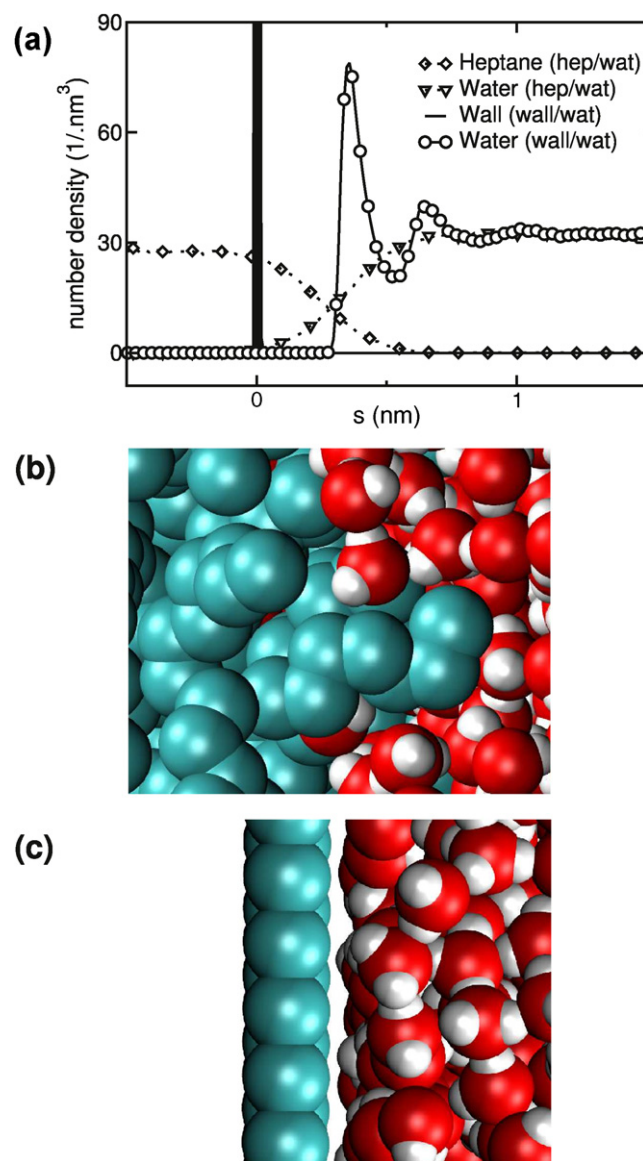 (a)
90
60
30
0
number density (1/.nm³)
Heptane (hep/wat)
Water (hep/wat)
Wall (wall/wat)
Water (wall/wat)
0 1
s (nm)
(b)
(c)